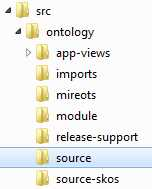 src
ontology
app-views
imports
mireots
module
release-support
source
source-skos